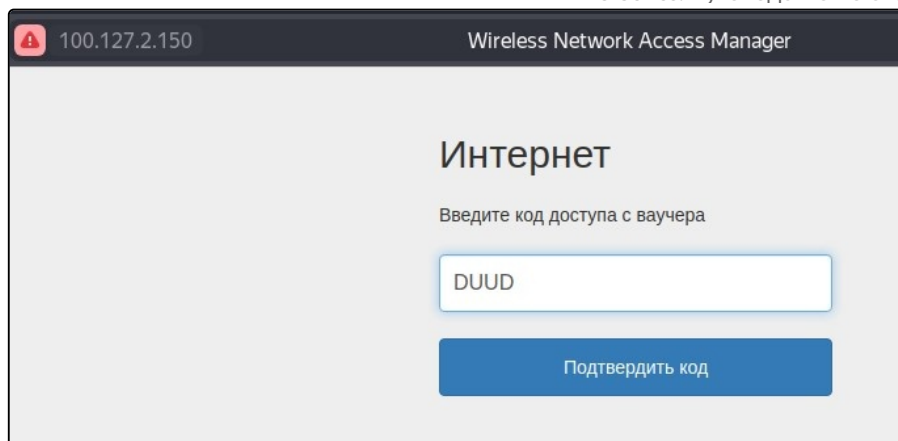 100.127.2.150
Wireless Network Access Manager
Интернет
Введите код доступа с ваучера
DUUD
Подтвердить код